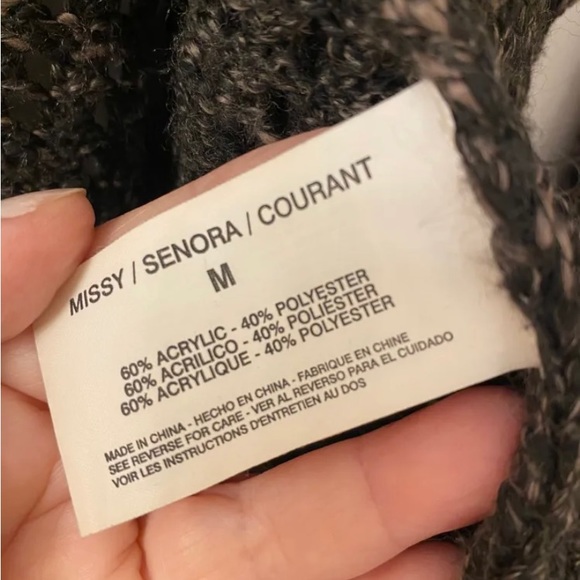 MISSY / SENORA / COURANT
M
60% ACRYLIC - 40% POLYESTER
60% ACRILICO - 40% POLIÉSTER
60% ACRYLIQUE - 40% POLYESTER
MADE IN CHINA - HECHO EN CHINA - FABRIQUE EN CHINE
SEE REVERSE FOR CARE - VER AL REVERSO PARA EL CUIDADO
VOIR LES INSTRUCTIONS D'ENTRETIEN AU DOS